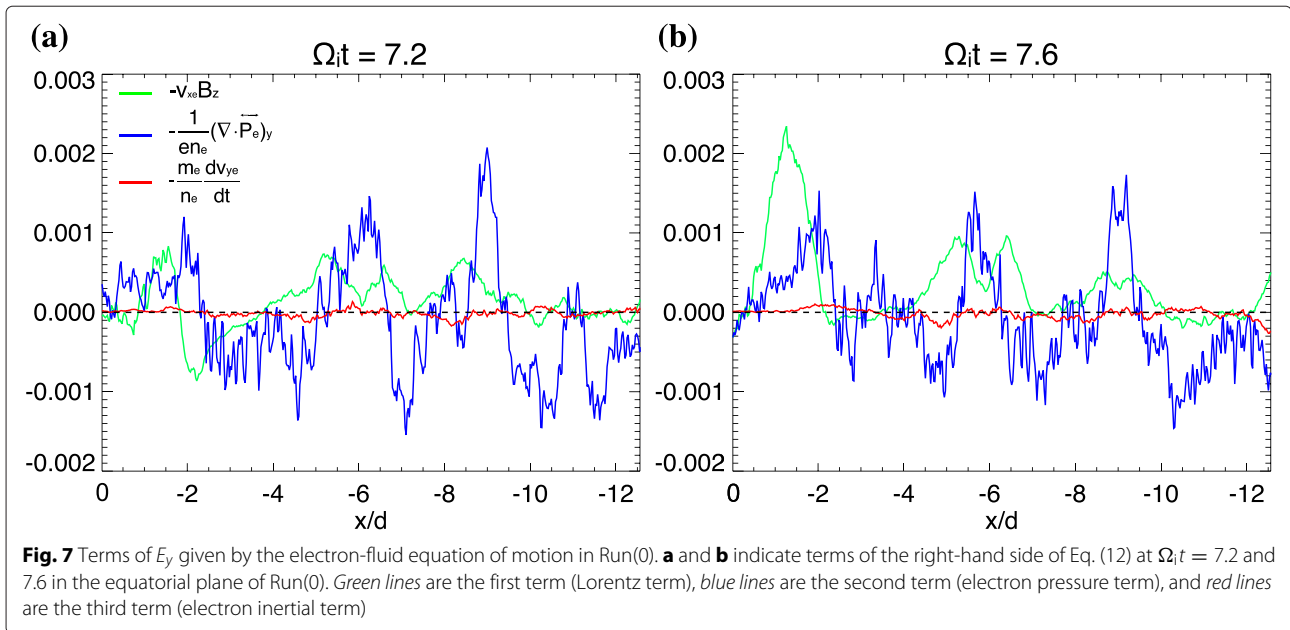 (a)
Ωᵢt = 7.2
0.003
0.002
0.001
0.000
-0.001
-0.002
-vₓₑB_z
-1/enₑ(∇·P⃡ₑ)_y
-mₑ/nₑ dv_yₑ/dt
0 -2 -4 -6 -8 -10 -12
x/d
(b)
Ωᵢt = 7.6
0.003
0.002
0.001
0.000
-0.001
-0.002
0 -2 -4 -6 -8 -10 -12
x/d
Fig. 7 Terms of E_y given by the electron-fluid equation of motion in Run(0). a and b indicate terms of the right-hand side of Eq. (12) at Ωᵢt = 7.2 and
7.6 in the equatorial plane of Run(0). Green lines are the first term (Lorentz term), blue lines are the second term (electron pressure term), and red lines
are the third term (electron inertial term)